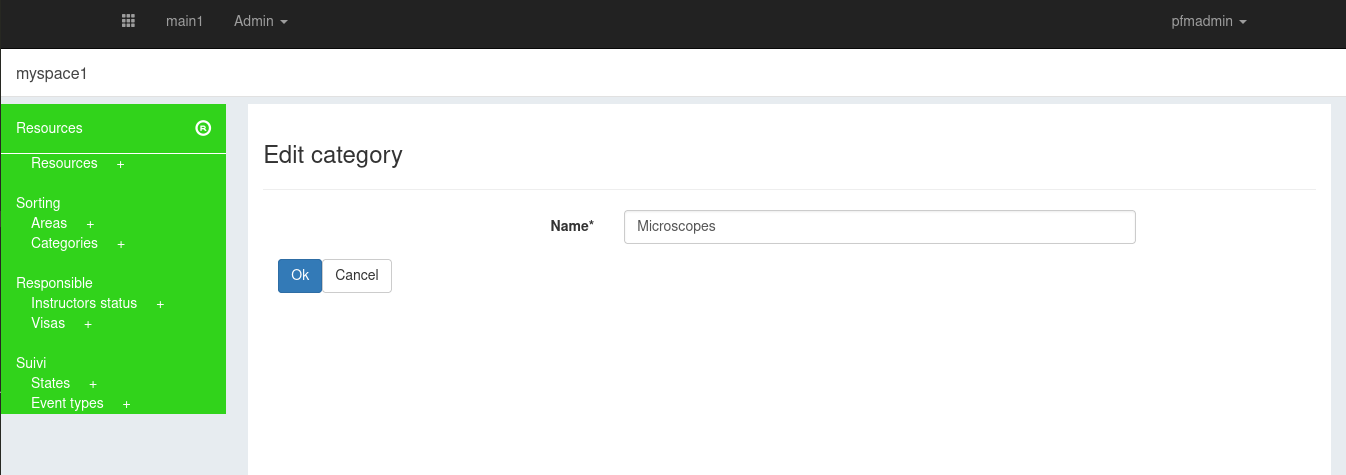 main1 Admin pfmadmin
myspace1
Resources R
Resources +
Sorting
Areas +
Categories +
Responsible
Instructors status +
Visas +
Suivi
States +
Event types +
Edit category
Name* Microscopes
Ok Cancel